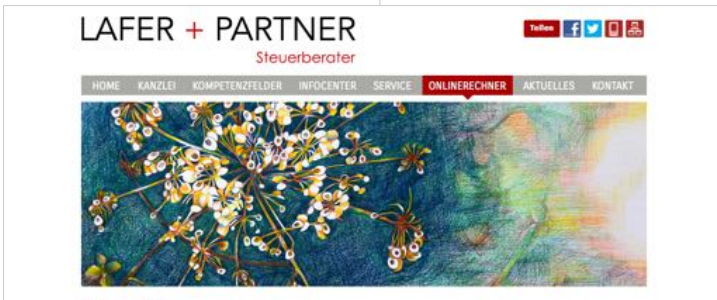 LAFER + PARTNER
Steuerberater
Teilen
HOME KANZLEI KOMPETENZFELDER INFOCENTER SERVICE ONLINERECHNER AKTUELLES KONTAKT